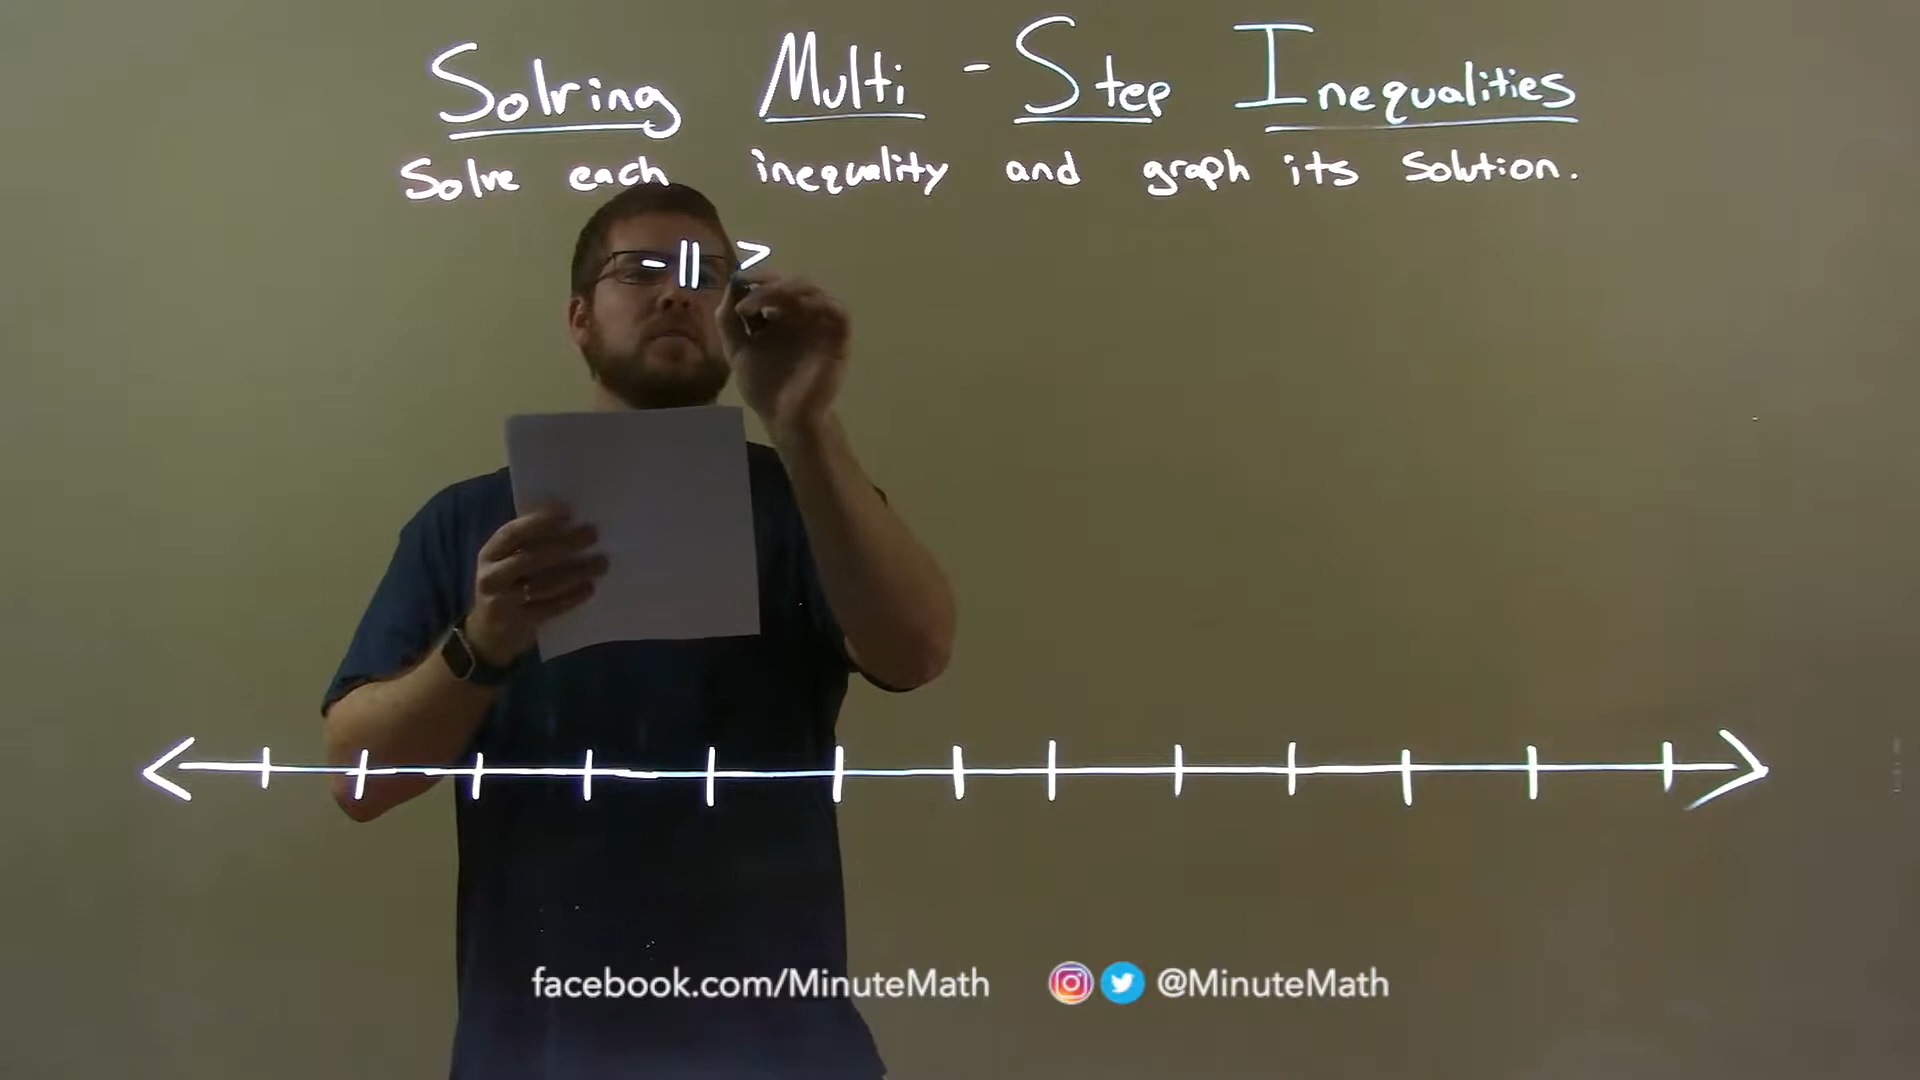 Solving Multi-Step Inequalities
Solve each inequality and graph its solution.
-11 >
facebook.com/MinuteMath @MinuteMath